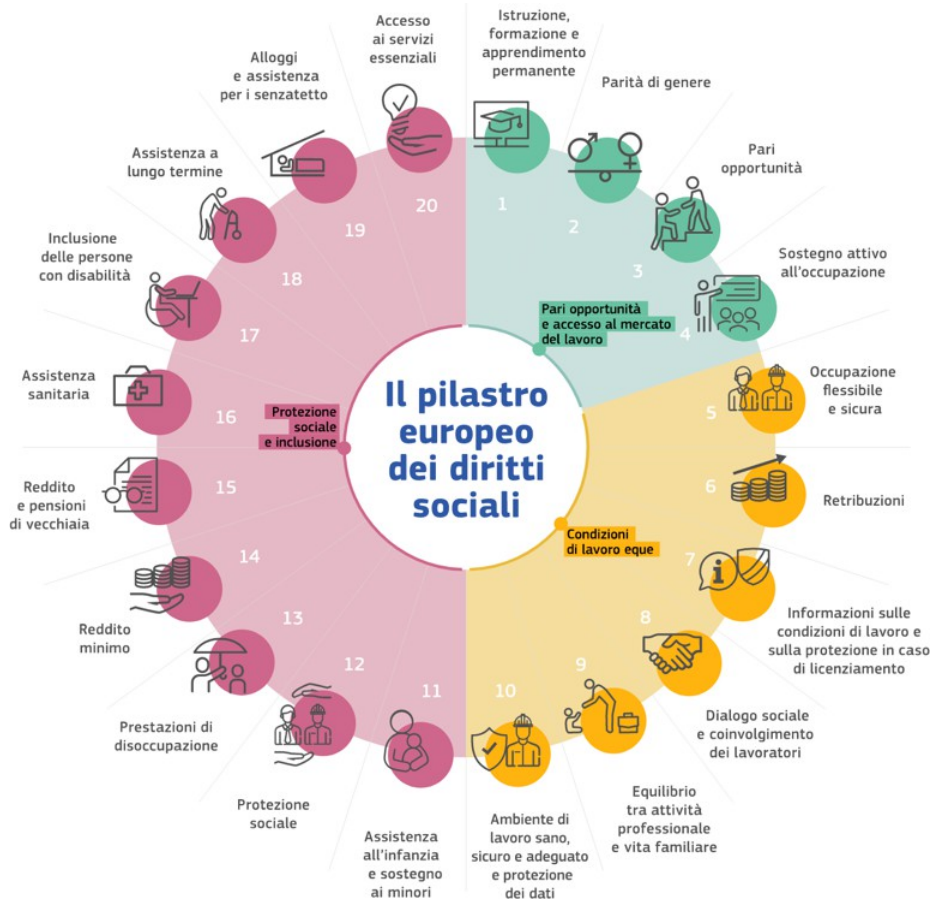 Istruzione,
formazione e
apprendimento
permanente
1
Parità di genere
2
Pari
opportunità
3
Sostegno attivo
all'occupazione
4
Pari opportunità
e accesso al mercato
del lavoro
Occupazione
flessibile
e sicura
5
Retribuzioni
6
Informazioni sulle
condizioni di lavoro e
sulla protezione in caso
di licenziamento
7
i
Dialogo sociale
e coinvolgimento
dei lavoratori
8
Equilibrio
tra attività
professionale
e vita familiare
9
Ambiente di
lavoro sano,
sicuro e adeguato
e protezione
dei dati
10
Condizioni
di lavoro eque
Assistenza
all'infanzia
e sostegno
ai minori
11
Protezione
sociale
12
Prestazioni di
disoccupazione
13
Reddito
minimo
14
Reddito
e pensioni
di vecchiaia
15
Assistenza
sanitaria
16
Inclusione
delle persone
con disabilità
17
Assistenza a
lungo termine
18
Alloggi
e assistenza
per i senzatetto
19
Accesso
ai servizi
essenziali
20
Protezione
sociale
e inclusione
Il pilastro
europeo
dei diritti
sociali